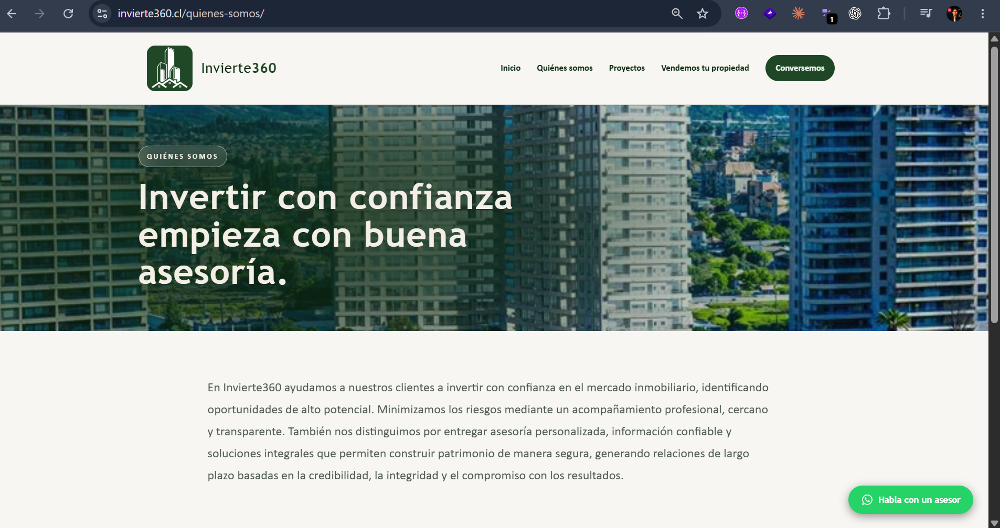 invierte360.cl/quienes-somos/
1
Invierte360
Inicio
Quiénes somos
Proyectos
Vendemos tu propiedad
Conversemos
QUIÉNES SOMOS
Invertir con confianza
empieza con buena
asesoría.
En Invierte360 ayudamos a nuestros clientes a invertir con confianza en el mercado inmobiliario, identificando
oportunidades de alto potencial. Minimizamos los riesgos mediante un acompañamiento profesional, cercano
y transparente. También nos distinguimos por entregar asesoría personalizada, información confiable y
soluciones integrales que permiten construir patrimonio de manera segura, generando relaciones de largo
plazo basadas en la credibilidad, la integridad y el compromiso con los resultados.
Habla con un asesor